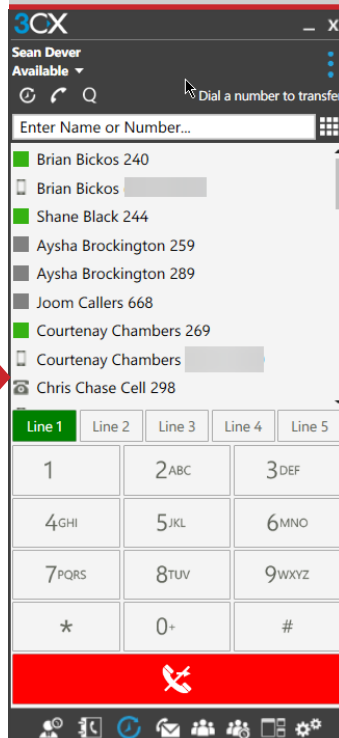 3CX
_ X
Sean Dever
Available
Dial a number to transfer
Enter Name or Number...
Brian Bickos 240
Brian Bickos
Shane Black 244
Aysha Brockington 259
Aysha Brockington 289
Joom Callers 668
Courtenay Chambers 269
Courtenay Chambers
Chris Chase Cell 298
Line 1 Line 2 Line 3 Line 4 Line 5
1 2ABC 3DEF
4GHI 5JKL 6MNO
7PQRS 8TUV 9WXYZ
* 0+ #